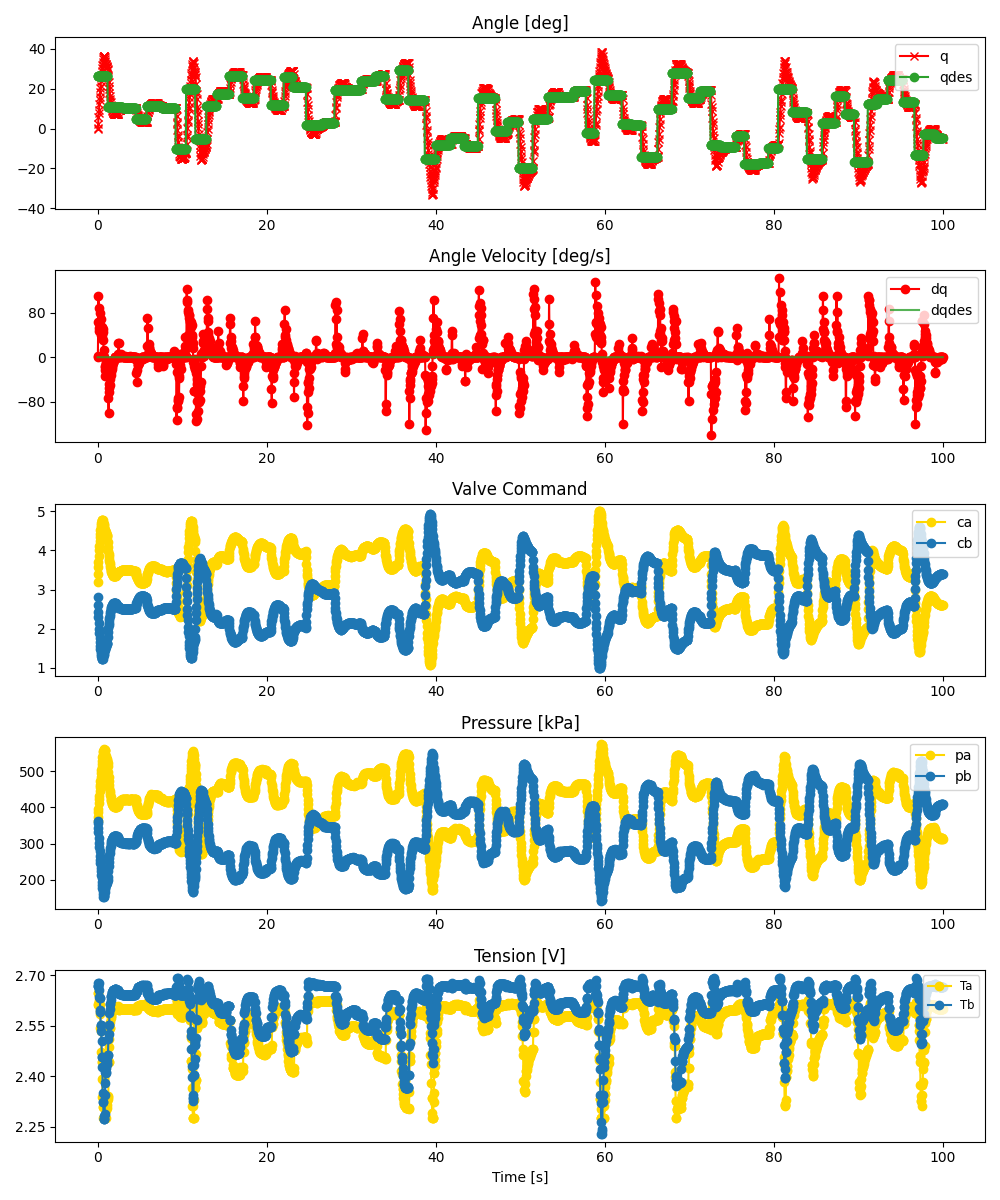 Angle [deg]
40
20
0
−20
−40
q
qdes
0 20 40 60 80 100
Angle Velocity [deg/s]
80
0
−80
dq
dqdes
0 20 40 60 80 100
Valve Command
5
4
3
2
1
ca
cb
0 20 40 60 80 100
Pressure [kPa]
500
400
300
200
pa
pb
0 20 40 60 80 100
Tension [V]
2.70
2.55
2.40
2.25
Ta
Tb
0 20 40 60 80 100
Time [s]